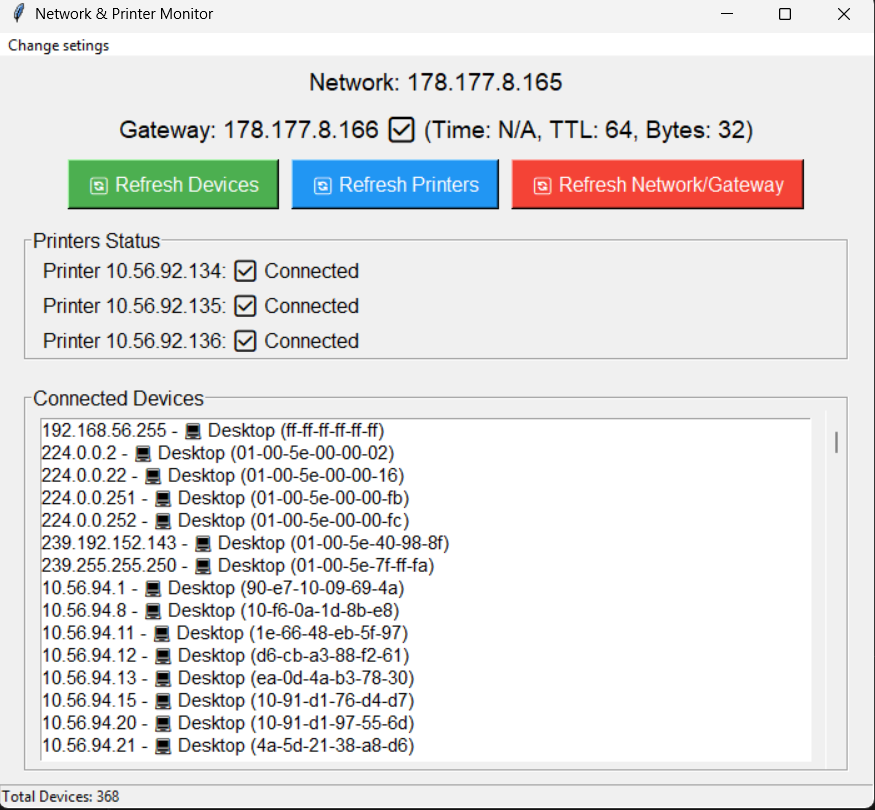 Network & Printer Monitor
Change setings
Network: 178.177.8.165
Gateway: 178.177.8.166 ☑ (Time: N/A, TTL: 64, Bytes: 32)
Refresh Devices Refresh Printers Refresh Network/Gateway
Printers Status
Printer 10.56.92.134: ☑ Connected
Printer 10.56.92.135: ☑ Connected
Printer 10.56.92.136: ☑ Connected
Connected Devices
192.168.56.255 - Desktop (ff-ff-ff-ff-ff-ff)
224.0.0.2 - Desktop (01-00-5e-00-00-02)
224.0.0.22 - Desktop (01-00-5e-00-00-16)
224.0.0.251 - Desktop (01-00-5e-00-00-fb)
224.0.0.252 - Desktop (01-00-5e-00-00-fc)
239.192.152.143 - Desktop (01-00-5e-40-98-8f)
239.255.255.250 - Desktop (01-00-5e-7f-ff-fa)
10.56.94.1 - Desktop (90-e7-10-09-69-4a)
10.56.94.8 - Desktop (10-f6-0a-1d-8b-e8)
10.56.94.11 - Desktop (1e-66-48-eb-5f-97)
10.56.94.12 - Desktop (d6-cb-a3-88-f2-61)
10.56.94.13 - Desktop (ea-0d-4a-b3-78-30)
10.56.94.15 - Desktop (10-91-d1-76-d4-d7)
10.56.94.20 - Desktop (10-91-d1-97-55-6d)
10.56.94.21 - Desktop (4a-5d-21-38-a8-d6)
Total Devices: 368